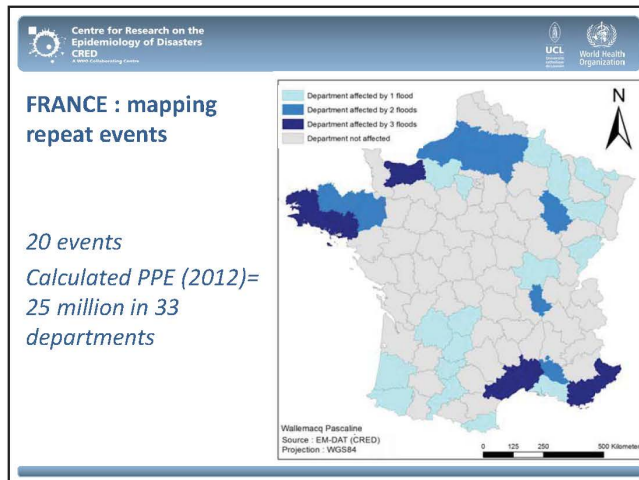 Centre for Research on the
Epidemiology of Disasters
CRED
A WHO Collaborating Centre
UCL
World Health
Organization
FRANCE : mapping
repeat events
20 events
Calculated PPE (2012)=
25 million in 33
departments
Department affected by 1 flood
Department affected by 2 floods
Department affected by 3 floods
Department not affected
N
Wallemacq Pascaline
Source : EM-DAT (CRED)
Projection : WGS84
0 125 250 500 Kilometer